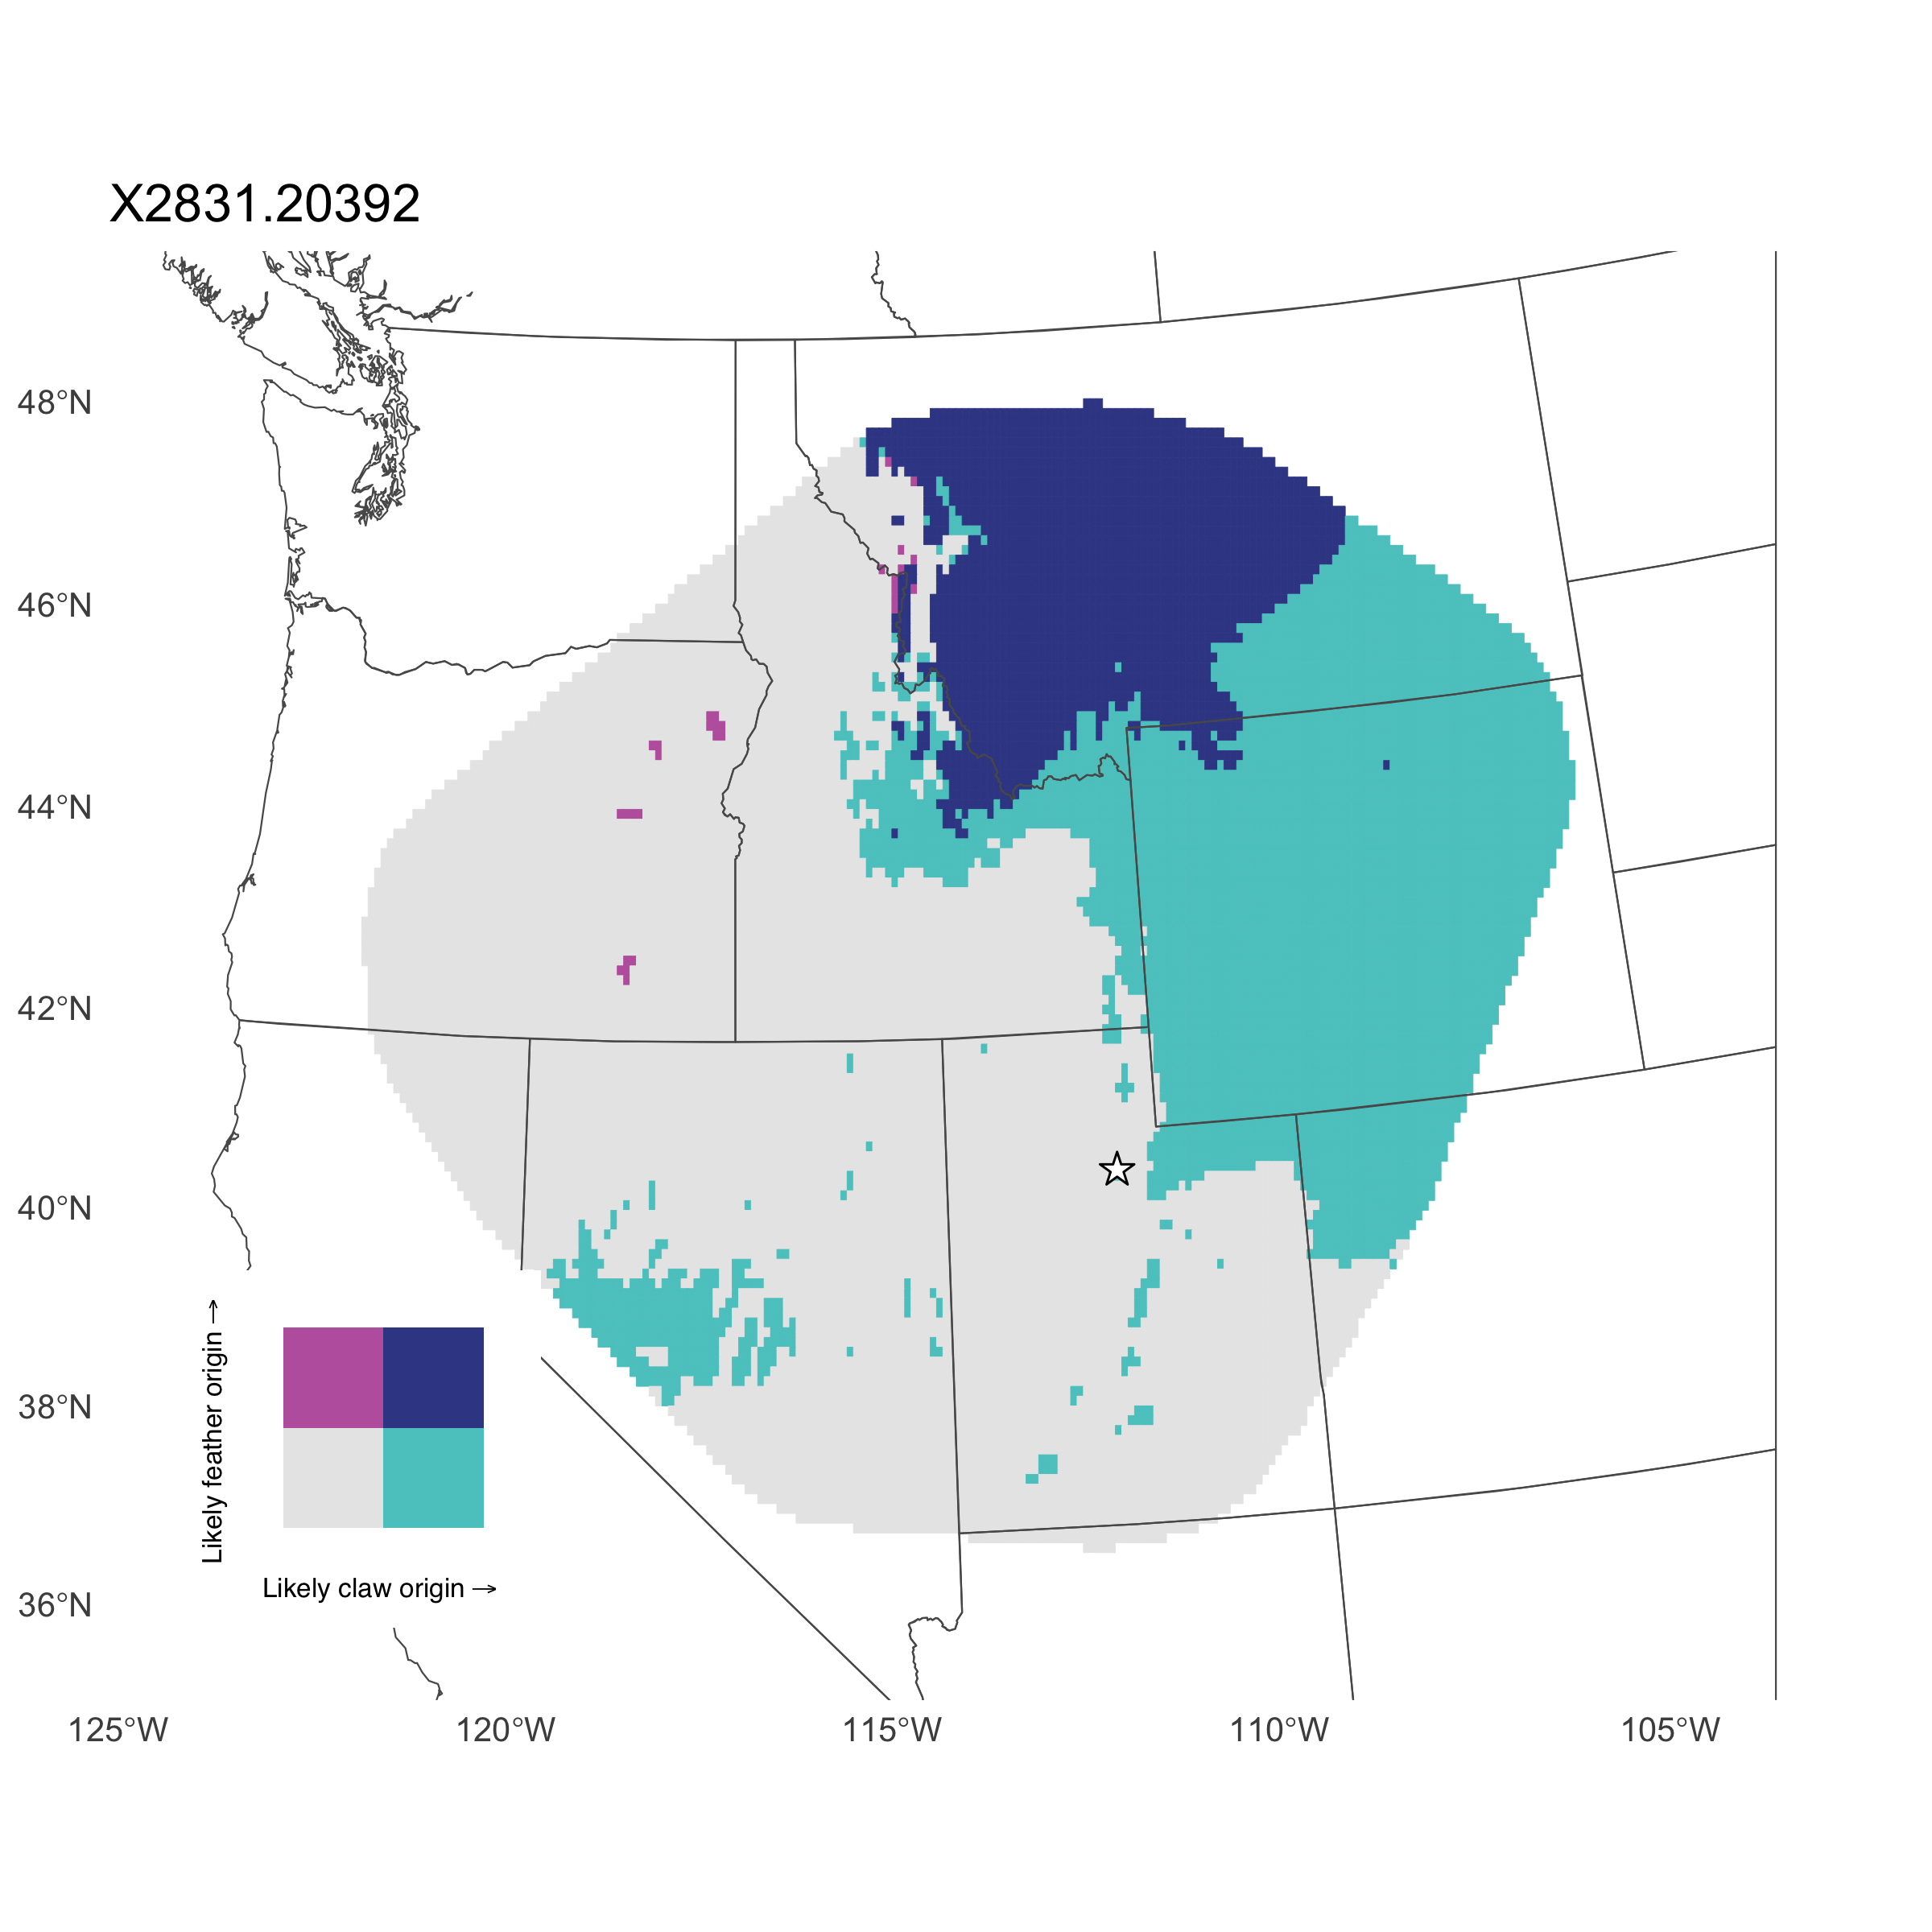 X2831.20392
48°N
46°N
44°N
42°N
40°N
38°N
36°N
Likely feather origin →
Likely claw origin →
125°W
120°W
115°W
110°W
105°W